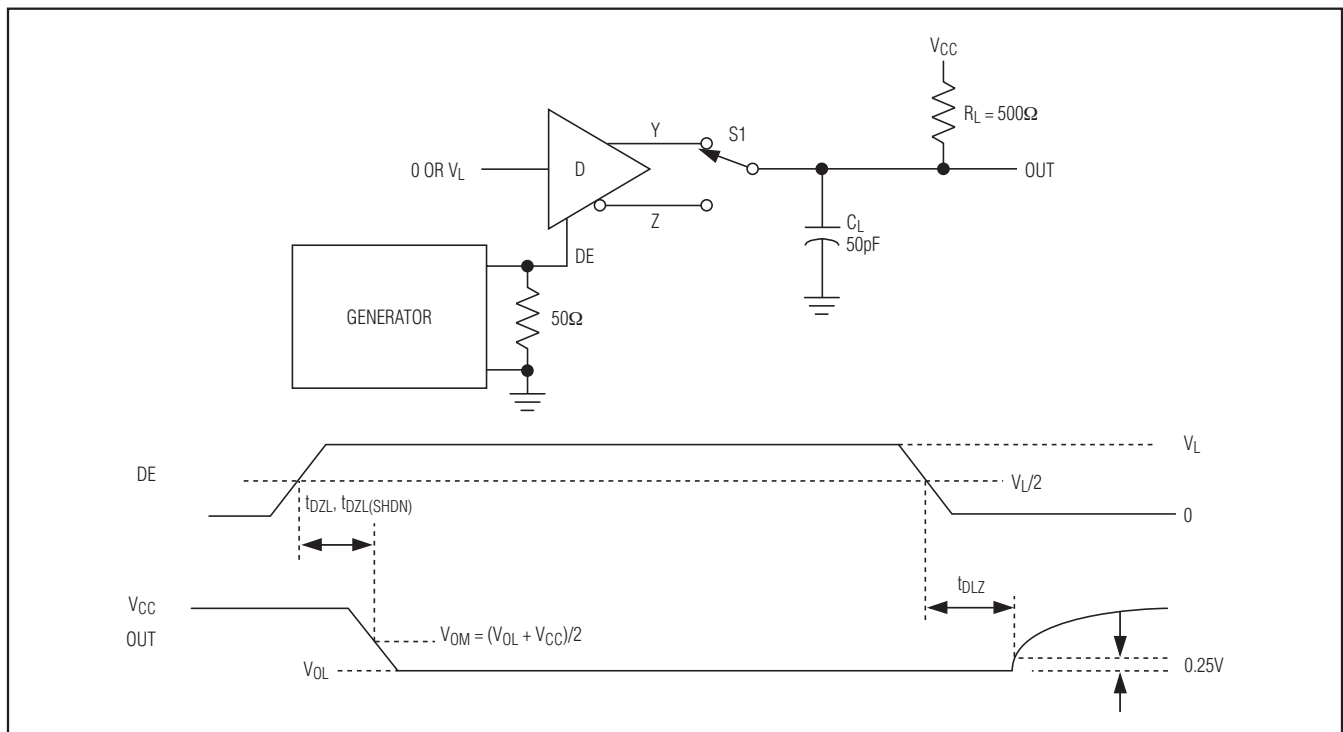 VCC
RL = 500Ω
Y
S1
0 OR VL
D
OUT
Z
CL
50pF
DE
GENERATOR
50Ω
VL
DE
VL/2
tDZL, tDZL(SHDN)
0
tDLZ
VCC
OUT
VOM = (VOL + VCC)/2
VOL
0.25V